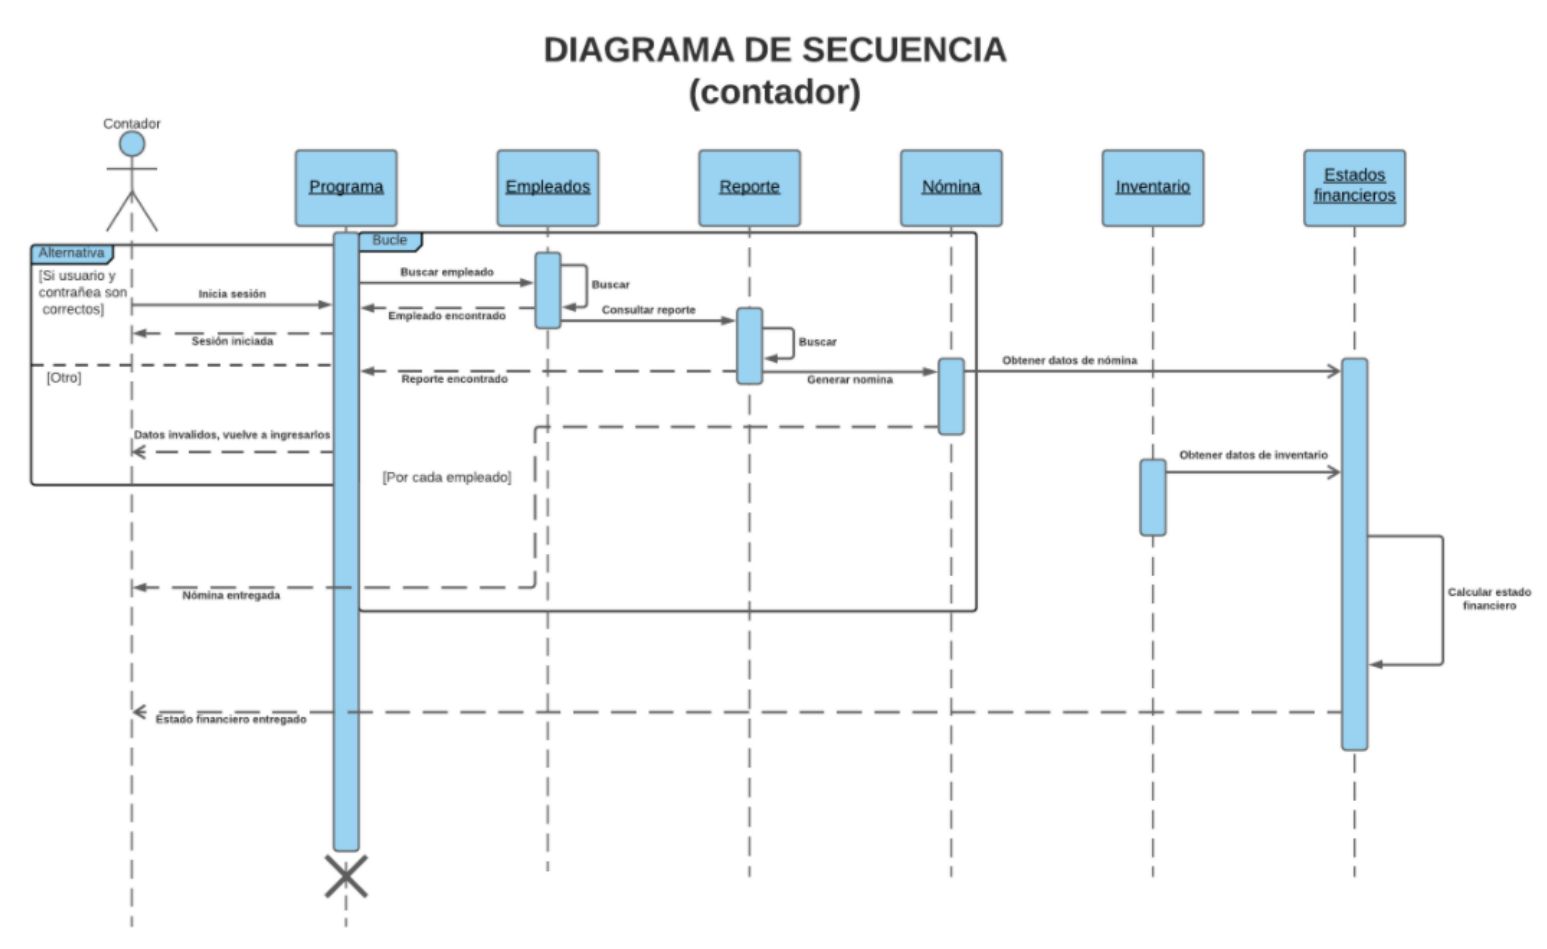 DIAGRAMA DE SECUENCIA
(contador)
Contador
Programa
Empleados
Reporte
Nómina
Inventario
Estados
financieros
Alternativa
Bucle
[Si usuario y
contrañea son
correctos]
Inicia sesión
Sesión iniciada
[Otro]
Datos invalidos, vuelve a ingresarlos
Buscar empleado
Buscar
Empleado encontrado
Consultar reporte
Buscar
Reporte encontrado
Generar nomina
Obtener datos de nómina
Obtener datos de inventario
[Por cada empleado]
Nómina entregada
Calcular estado
financiero
Estado financiero entregado